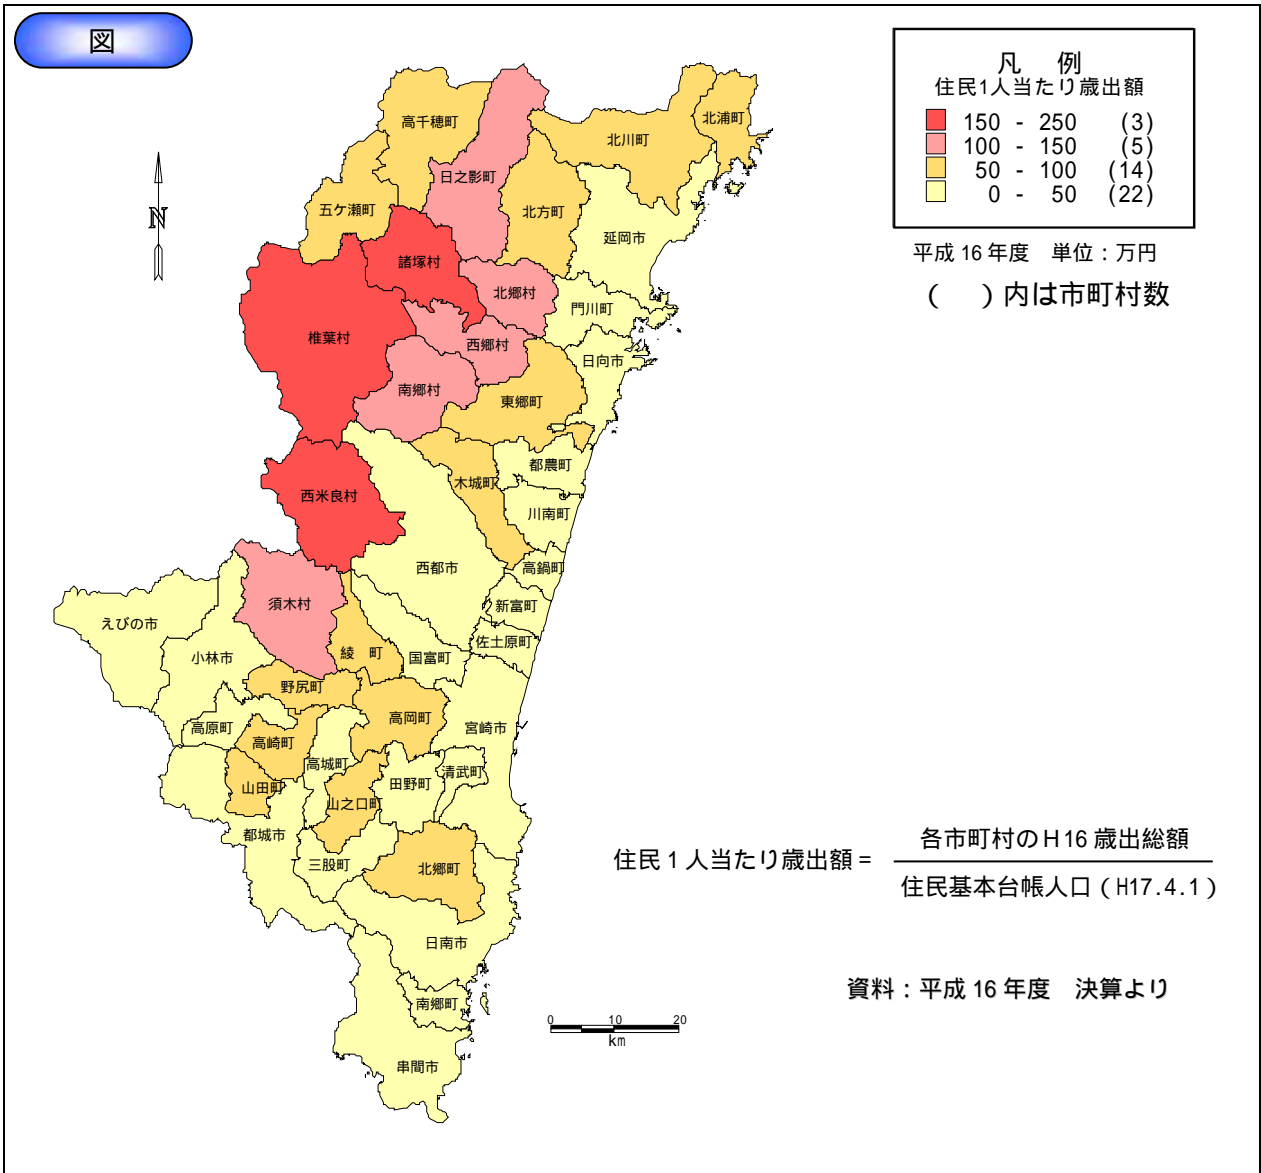 図
凡　例
住民1人当たり歳出額
150 - 250 (3)
100 - 150 (5)
50 - 100 (14)
0 - 50 (22)
平成 16 年度　単位：万円
(　) 内は市町村数
N
高千穂町
北浦町
北川町
日之影町
五ケ瀬町
北方町
延岡市
諸塚村
北郷村
門川町
椎葉村
西郷村
日向市
南郷村
東郷町
都農町
木城町
西米良村
川南町
西都市
高鍋町
須木村
新富町
えびの市
佐土原町
綾　町
国富町
小林市
野尻町
高岡町
高原町
宮崎市
高崎町
高城町
清武町
山田町
田野町
山之口町
都城市
三股町
北郷町
日南市
南郷町
串間市
住民 1 人当たり歳出額 =
各市町村のＨ16 歳出総額
住民基本台帳人口 ( H17.4.1 )
資料：平成 16 年度　決算より
0 10 20
km